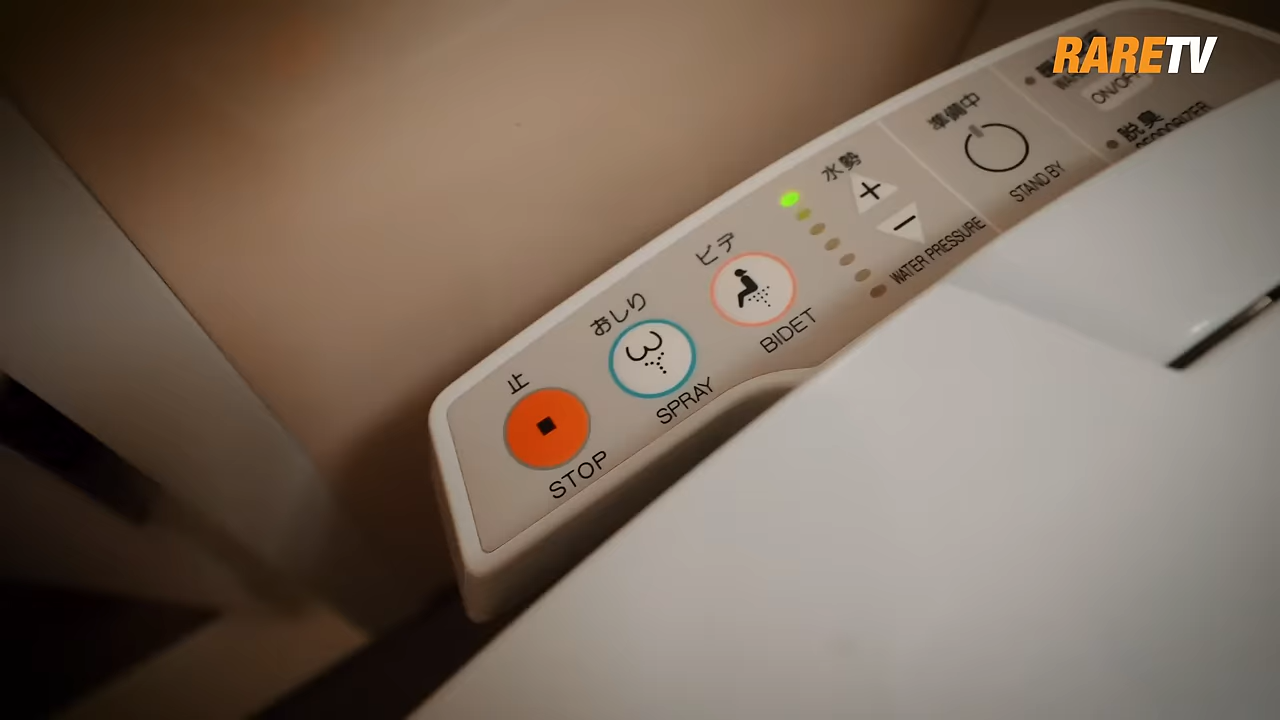 RARETV
止
STOP
おしり
SPRAY
ビデ
BIDET
水勢
WATER PRESSURE
準備中
STAND BY
脱臭
DEODORIZER